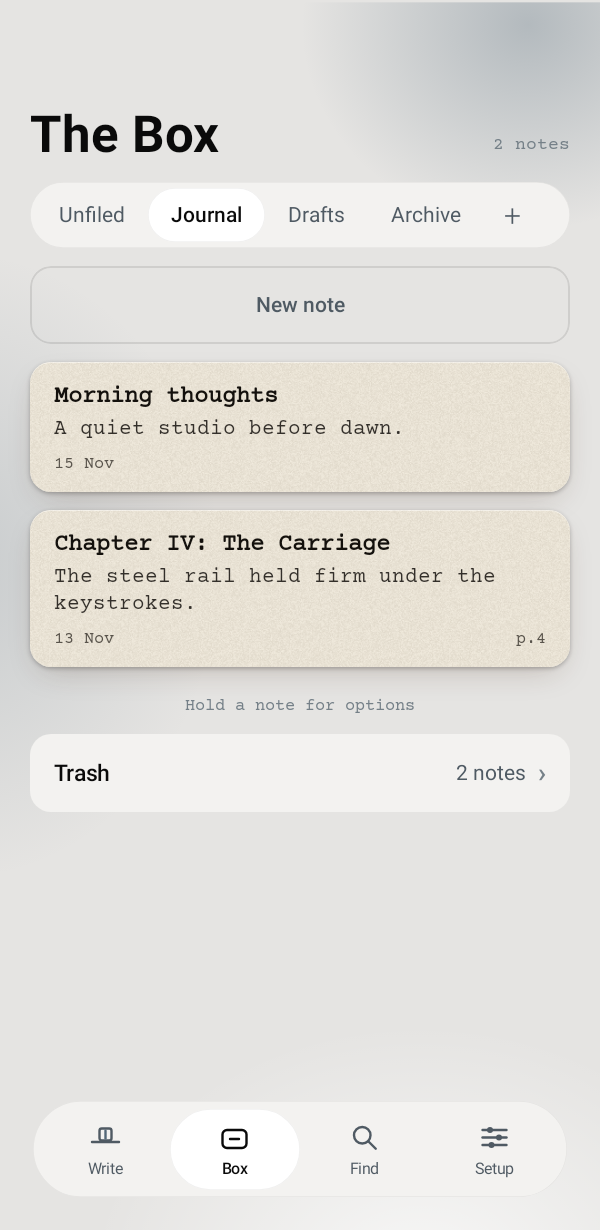 The Box
2 notes
Unfiled Journal Drafts Archive +
New note
Morning thoughts
A quiet studio before dawn.
15 Nov
Chapter IV: The Carriage
The steel rail held firm under the
keystrokes.
13 Nov p.4
Hold a note for options
Trash 2 notes ›
Write Box Find Setup